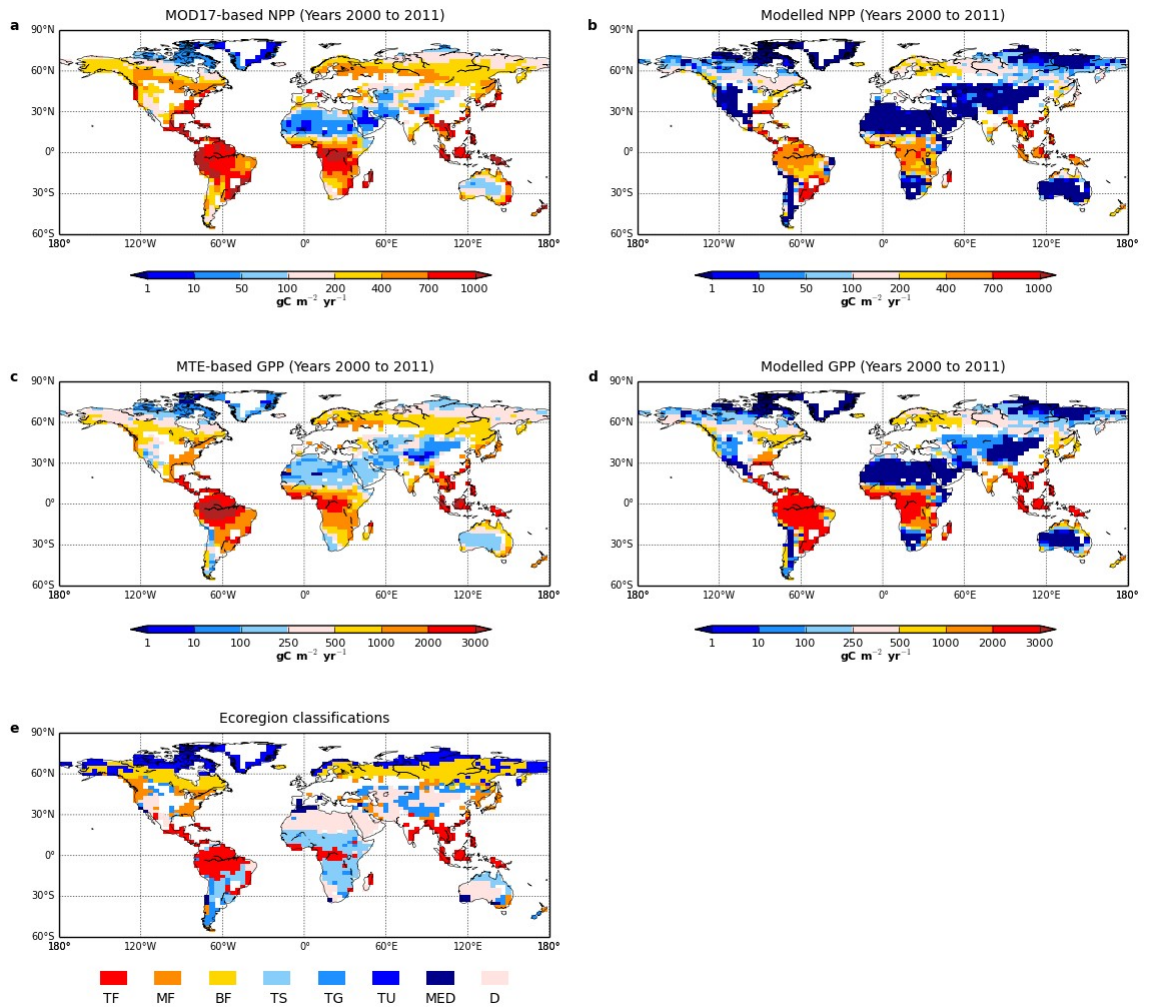 MOD17-based NPP (Years 2000 to 2011)
a
90°N
60°N
30°N
0°
30°S
60°S
180° 120°W 60°W 0° 60°E 120°E 180°
1 10 50 100 200 400 700 1000
gC m⁻² yr⁻¹
Modelled NPP (Years 2000 to 2011)
b
90°N
60°N
30°N
0°
30°S
60°S
180° 120°W 60°W 0° 60°E 120°E 180°
1 10 50 100 200 400 700 1000
gC m⁻² yr⁻¹
MTE-based GPP (Years 2000 to 2011)
c
90°N
60°N
30°N
0°
30°S
60°S
180° 120°W 60°W 0° 60°E 120°E 180°
1 10 100 250 500 1000 2000 3000
gC m⁻² yr⁻¹
Modelled GPP (Years 2000 to 2011)
d
90°N
60°N
30°N
0°
30°S
60°S
180° 120°W 60°W 0° 60°E 120°E 180°
1 10 100 250 500 1000 2000 3000
gC m⁻² yr⁻¹
Ecoregion classifications
e
90°N
60°N
30°N
0°
30°S
60°S
180° 120°W 60°W 0° 60°E 120°E 180°
TF MF BF TS TG TU MED D